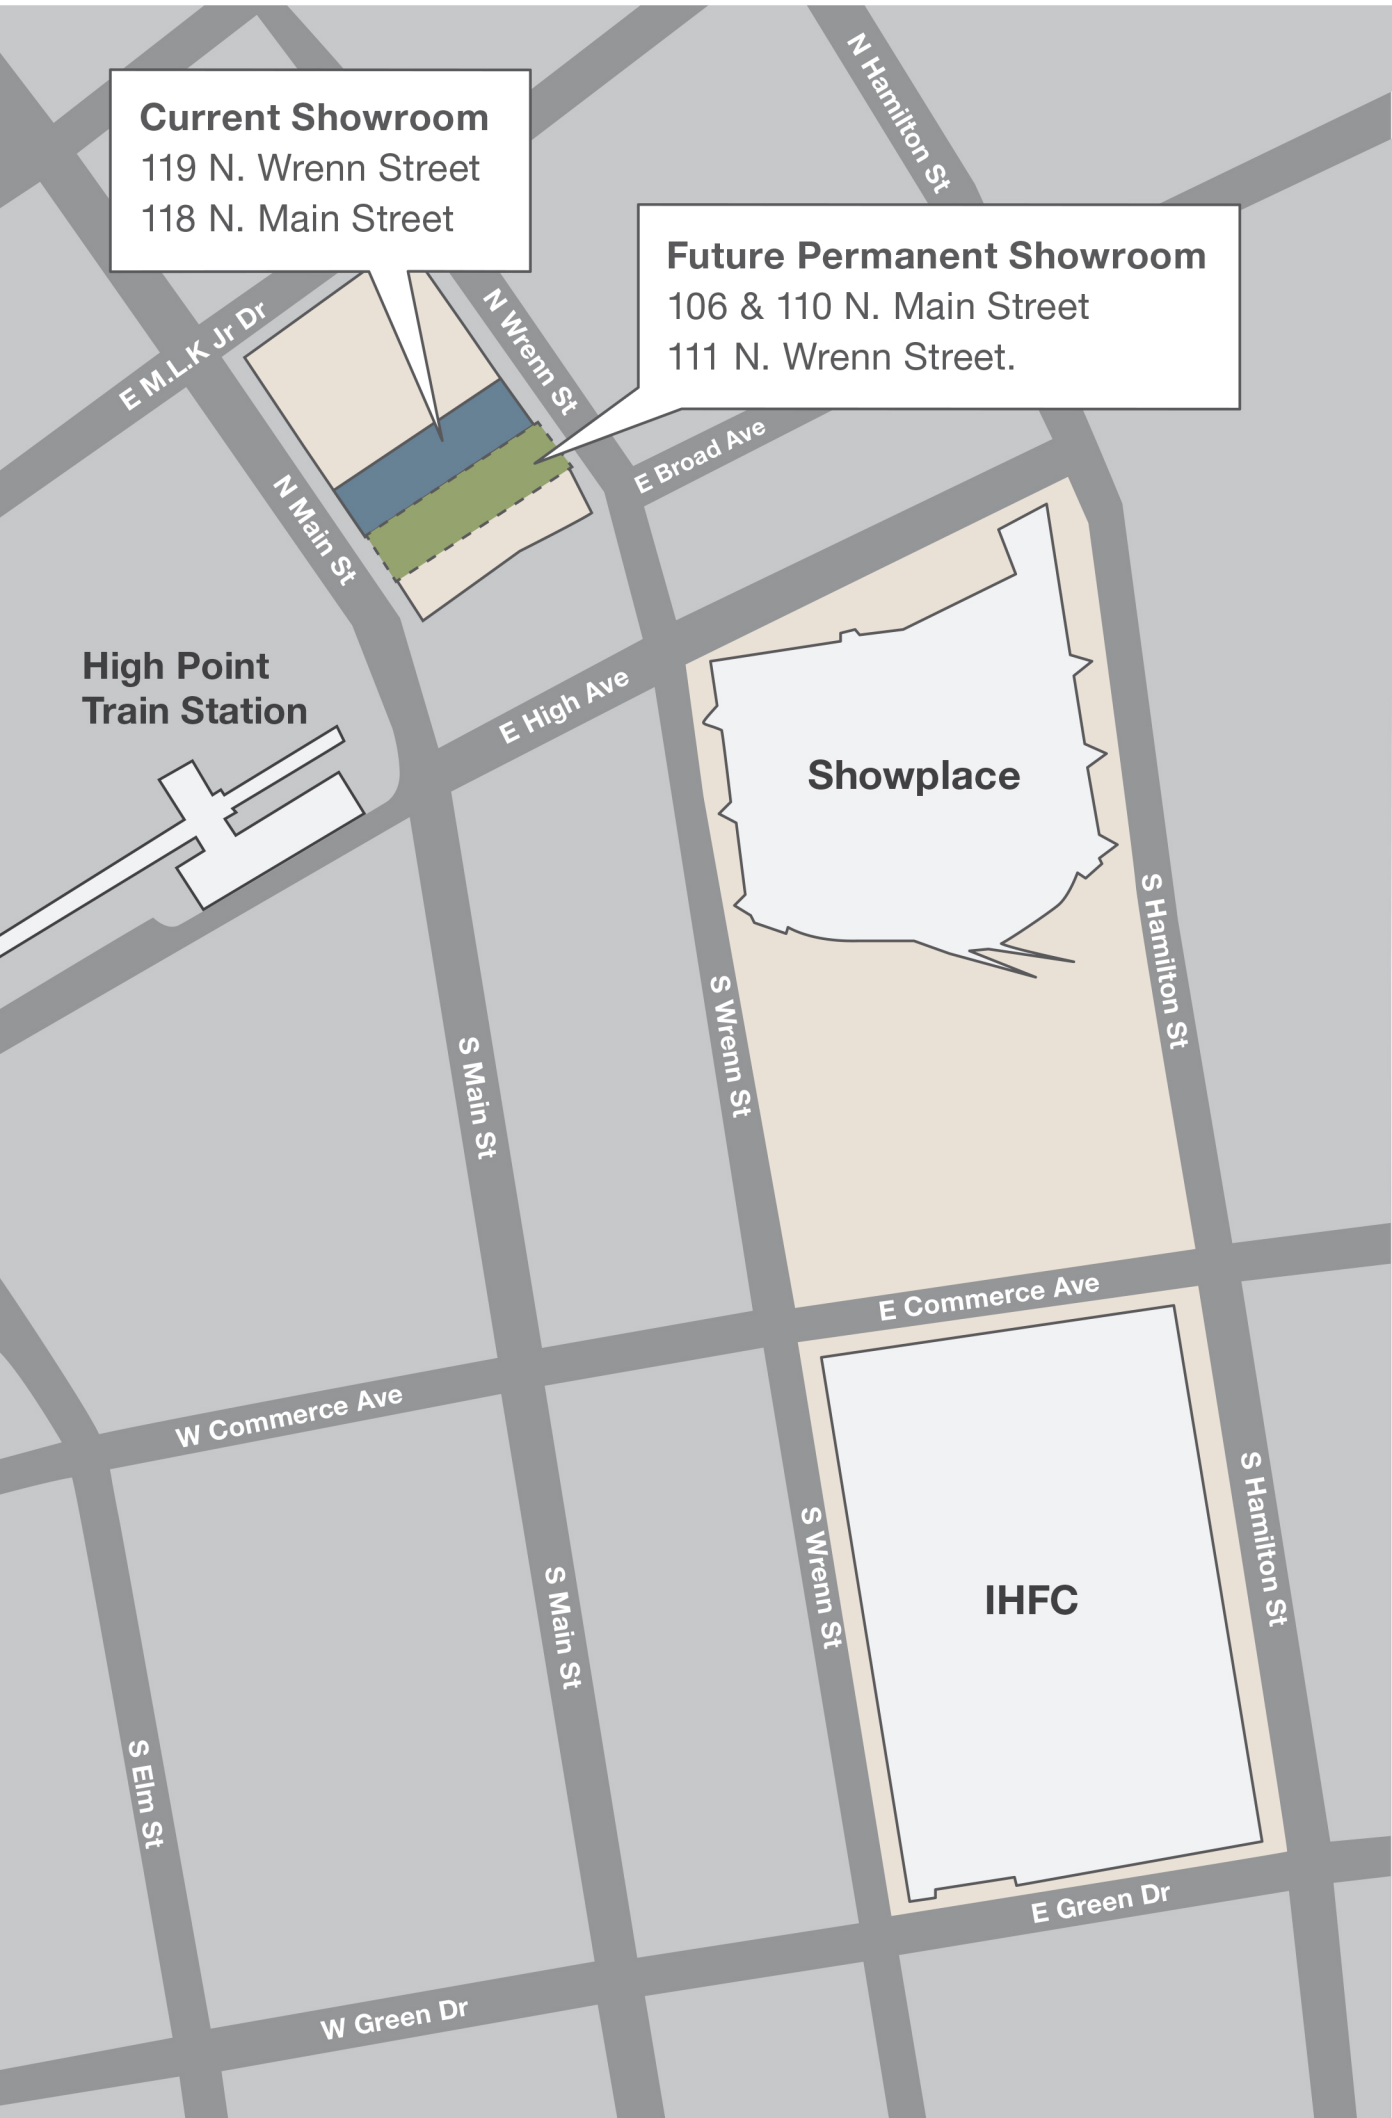 N Hamilton St
Current Showroom
119 N. Wrenn Street
118 N. Main Street
Future Permanent Showroom
106 & 110 N. Main Street
111 N. Wrenn Street.
E M.L.K Jr Dr
N Wrenn St
E Broad Ave
N Main St
High Point
Train Station
E High Ave
Showplace
S Hamilton St
S Wrenn St
S Main St
E Commerce Ave
W Commerce Ave
S Hamilton St
S Wrenn St
IHFC
S Main St
S Elm St
E Green Dr
W Green Dr